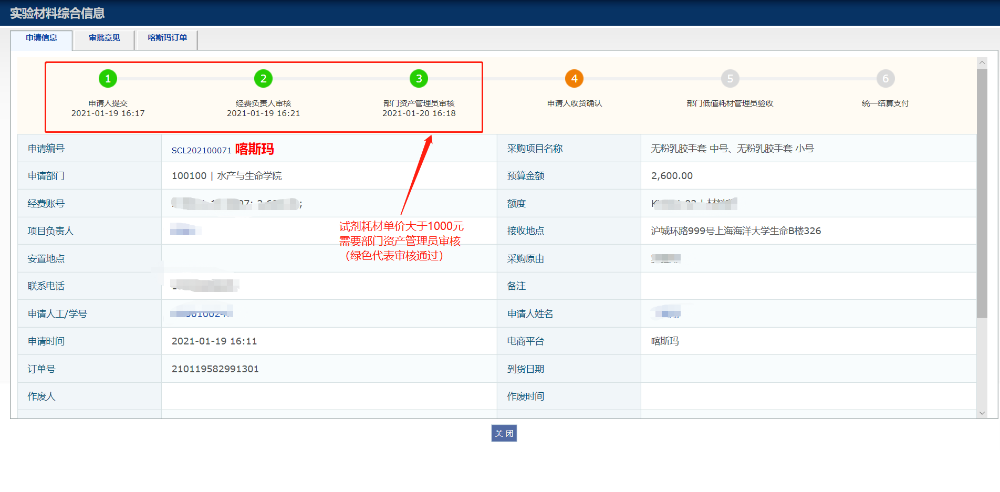 实验材料综合信息
申请信息 审批意见 喀斯玛订单
1 2 3 4 5 6
申请人提交 经费负责人审核 部门资产管理员审核 申请人收货确认 部门低值耗材管理员验收 统一结算支付
2021-01-19 16:17 2021-01-19 16:21 2021-01-20 16:18
申请编号 SCL202100071 喀斯玛 采购项目名称 无粉乳胶手套 中号、无粉乳胶手套 小号
申请部门 100100 | 水产与生命学院 预算金额 2,600.00
经费账号 额度
项目负责人 接收地点 沪城环路999号上海海洋大学生命B楼326
试剂耗材单价大于1000元
需要部门资产管理员审核
（绿色代表审核通过）
安置地点 采购原由
联系电话 备注
申请人工/学号 申请人姓名
申请时间 2021-01-19 16:11 电商平台 喀斯玛
订单号 210119582991301 到货日期
作废人 作废时间
关 闭